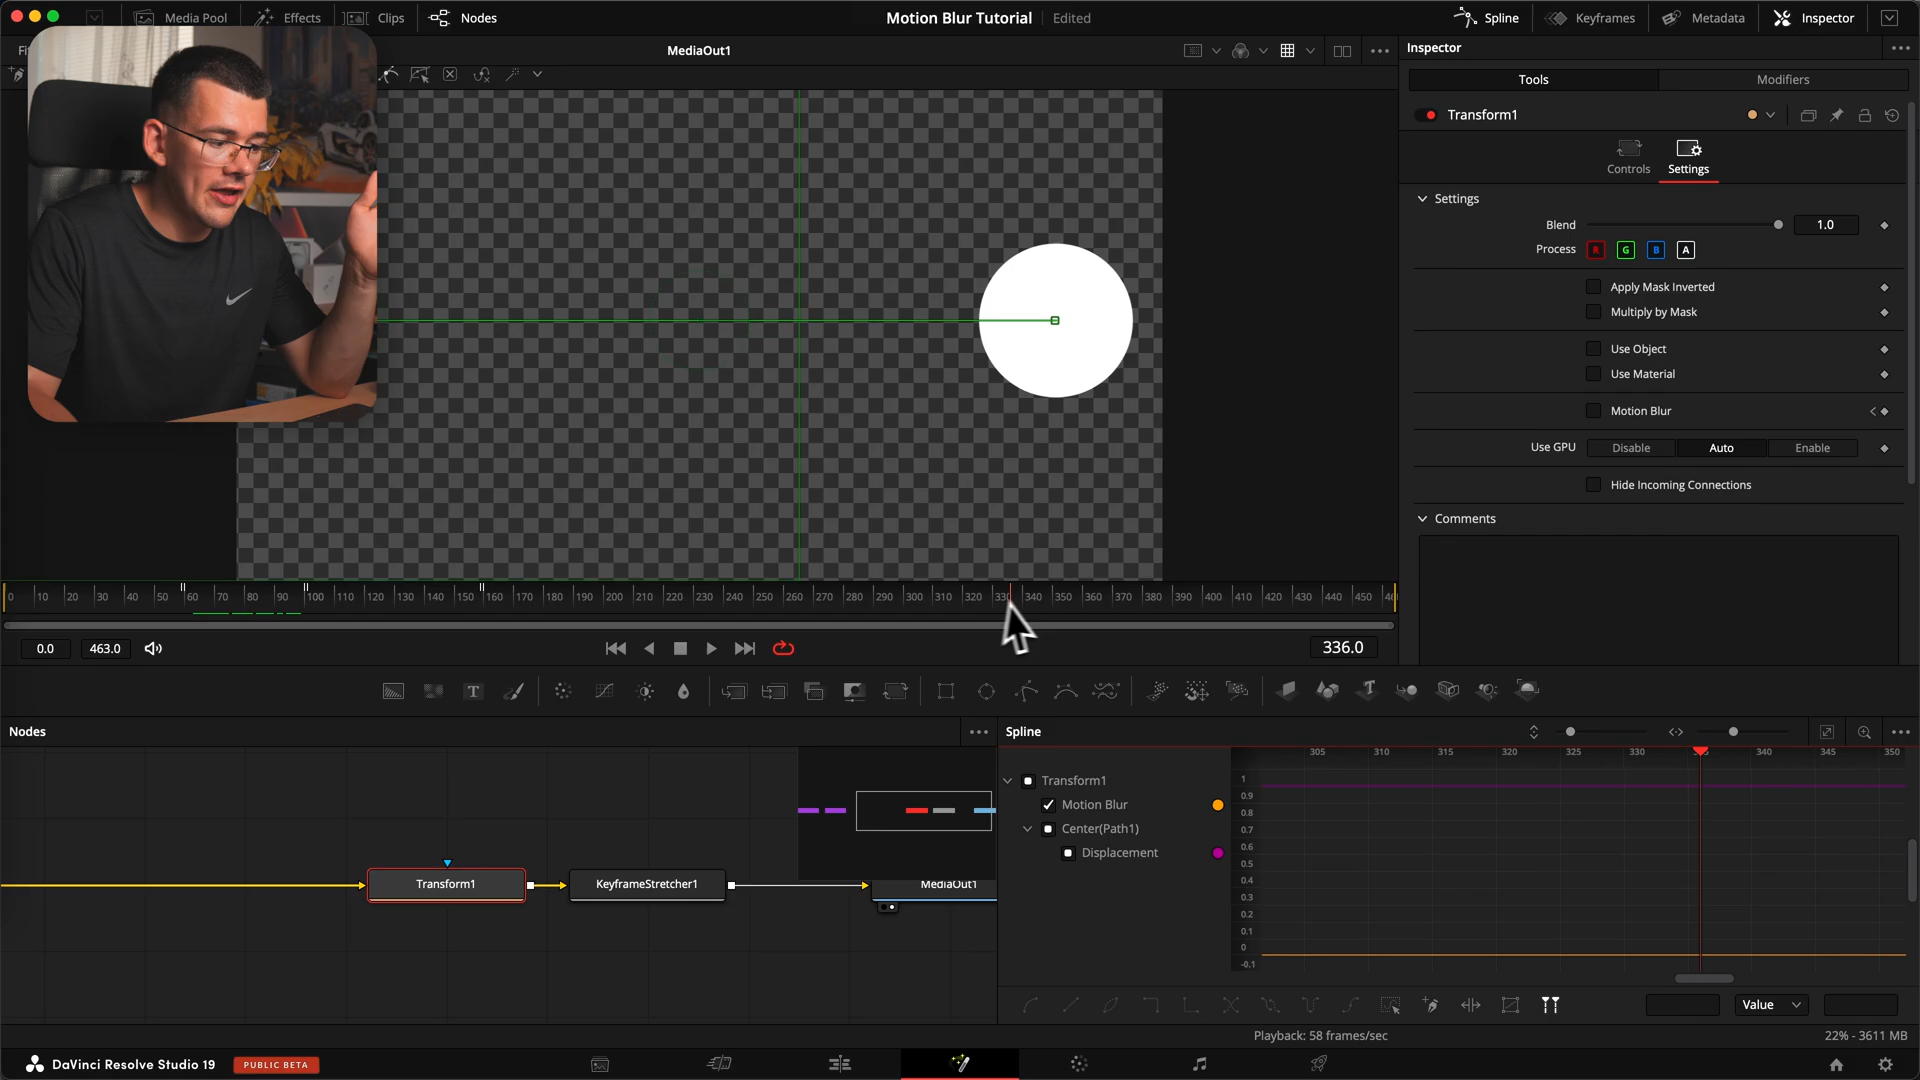 Media Pool
Effects
Clips
Nodes
Motion Blur Tutorial
Edited
Spline
Keyframes
Metadata
Inspector
MediaOut1
Inspector
Tools
Modifiers
Transform1
Controls
Settings
Settings
Blend
1.0
Process
R
G
B
A
Apply Mask Inverted
Multiply by Mask
Use Object
Use Material
Motion Blur
Use GPU
Disable
Auto
Enable
Hide Incoming Connections
Comments
0 10 20 30 40 50 60 70 80 90 100 110 120 130 140 150 160 170 180 190 200 210 220 230 240 250 260 270 280 290 300 310 320 330 340 350 360 370 380 390 400 410 420 430 440 450
0.0
463.0
336.0
Nodes
Transform1
KeyframeStretcher1
MediaOut1
Spline
305 310 315 320 325 330 340 345 350
Transform1
Motion Blur
Center(Path1)
Displacement
1
0.9
0.8
0.7
0.6
0.5
0.4
0.3
0.2
0.1
0
-0.1
Value
Playback: 58 frames/sec
22% - 3611 MB
DaVinci Resolve Studio 19
PUBLIC BETA